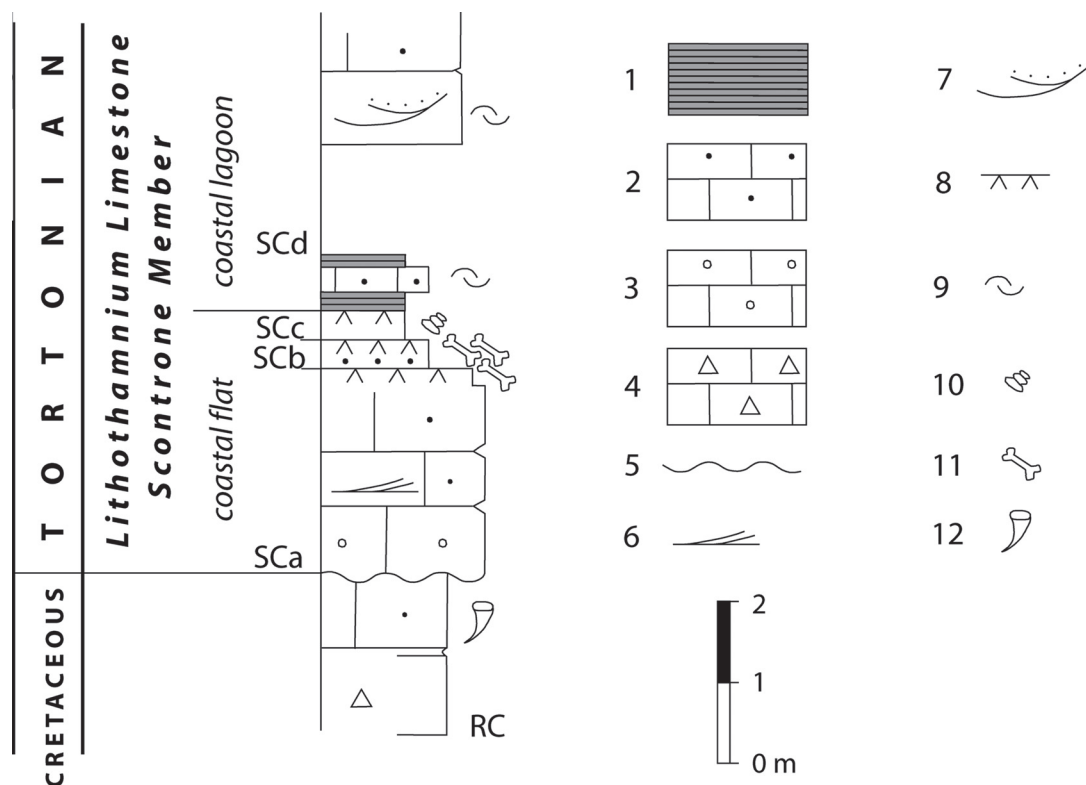 TORTONIAN
CRETACEOUS
Lithothamnium Limestone
Scontrone Member
coastal lagoon
coastal flat
SCd
SCc
SCb
SCa
RC
1
2
3
4
5
6
7
8
9
10
11
12
2
1
0 m